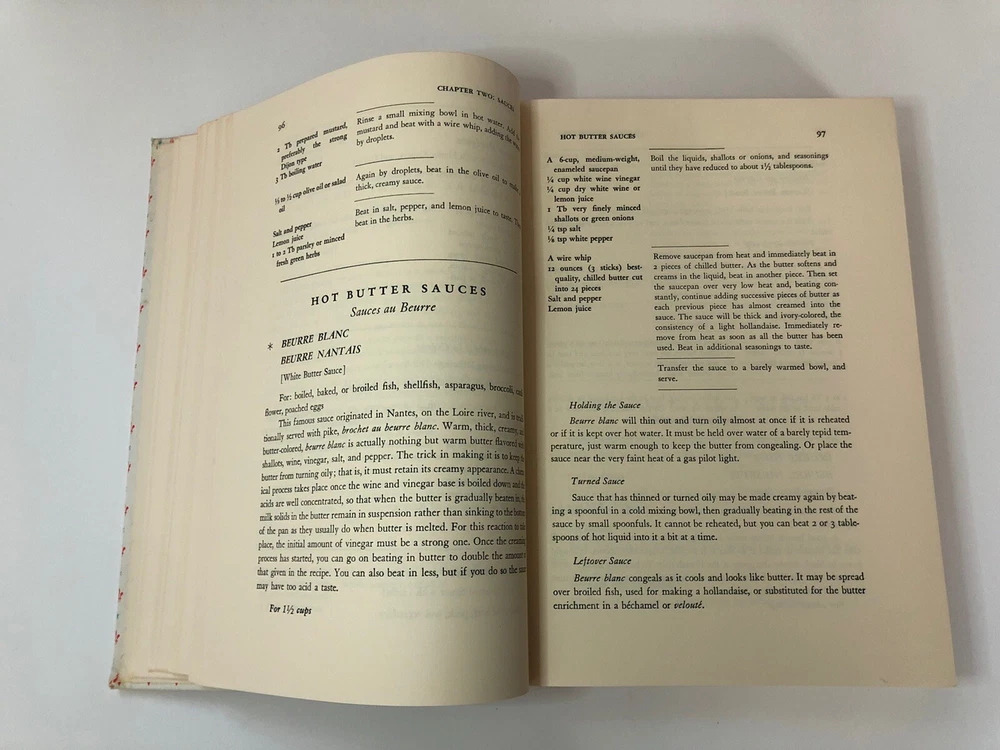 96
CHAPTER TWO: SAUCES
2 Tb prepared mustard,
preferably the strong
Dijon type
3 Tb boiling water
Rinse a small mixing bowl in hot water. Add the
mustard and beat with a wire whip, adding the water
by droplets.
⅓ to ½ cup olive oil or salad
oil
Again by droplets, beat in the olive oil to make
thick, creamy sauce.
Salt and pepper
Lemon juice
1 to 2 Tb parsley or minced
fresh green herbs
Beat in salt, pepper, and lemon juice to taste. Then
beat in the herbs.
HOT BUTTER SAUCES
Sauces au Beurre
* BEURRE BLANC
BEURRE NANTAIS
[White Butter Sauce]
For: boiled, baked, or broiled fish, shellfish, asparagus, broccoli,
flower, poached eggs
This famous sauce originated in Nantes, on the Loire river, and is
tionally served with pike, brochet au beurre blanc. Warm, thick, creamy,
butter-colored, beurre blanc is actually nothing but warm butter flavored
shallots, wine, vinegar, salt, and pepper. The trick in making it is to keep
butter from turning oily; that is, it must retain its creamy appearance. A
ical process takes place once the wine and vinegar base is boiled down and
acids are well concentrated, so that when the butter is gradually beaten in,
milk solids in the butter remain in suspension rather than sinking to the
of the pan as they usually do when butter is melted. For this reaction to
place, the initial amount of vinegar must be a strong one. Once the
process has started, you can go on beating in butter to double the amount
that given in the recipe. You can also beat in less, but if you do so the
may have too acid a taste.
For 1½ cups
HOT BUTTER SAUCES
97
A 6-cup, medium-weight,
enameled saucepan
¼ cup white wine vinegar
¼ cup dry white wine or
lemon juice
1 Tb very finely minced
shallots or green onions
¼ tsp salt
⅛ tsp white pepper
Boil the liquids, shallots or onions, and seasonings
until they have reduced to about 1½ tablespoons.
A wire whip
12 ounces (3 sticks) best-
quality, chilled butter cut
into 24 pieces
Salt and pepper
Lemon juice
Remove saucepan from heat and immediately beat in
2 pieces of chilled butter. As the butter softens and
creams in the liquid, beat in another piece. Then set
the saucepan over very low heat and, beating con-
stantly, continue adding successive pieces of butter as
each previous piece has almost creamed into the
sauce. The sauce will be thick and ivory-colored, the
consistency of a light hollandaise. Immediately re-
move from heat as soon as all the butter has been
used. Beat in additional seasonings to taste.
Transfer the sauce to a barely warmed bowl, and
serve.
Holding the Sauce
Beurre blanc will thin out and turn oily almost at once if it is reheated
or if it is kept over hot water. It must be held over water of a barely tepid tem-
perature, just warm enough to keep the butter from congealing. Or place the
sauce near the very faint heat of a gas pilot light.
Turned Sauce
Sauce that has thinned or turned oily may be made creamy again by beat-
ing a spoonful in a cold mixing bowl, then gradually beating in the rest of the
sauce by small spoonfuls. It cannot be reheated, but you can beat 2 or 3 table-
spoons of hot liquid into it a bit at a time.
Leftover Sauce
Beurre blanc congeals as it cools and looks like butter. It may be spread
over broiled fish, used for making a hollandaise, or substituted for the butter
enrichment in a béchamel or velouté.